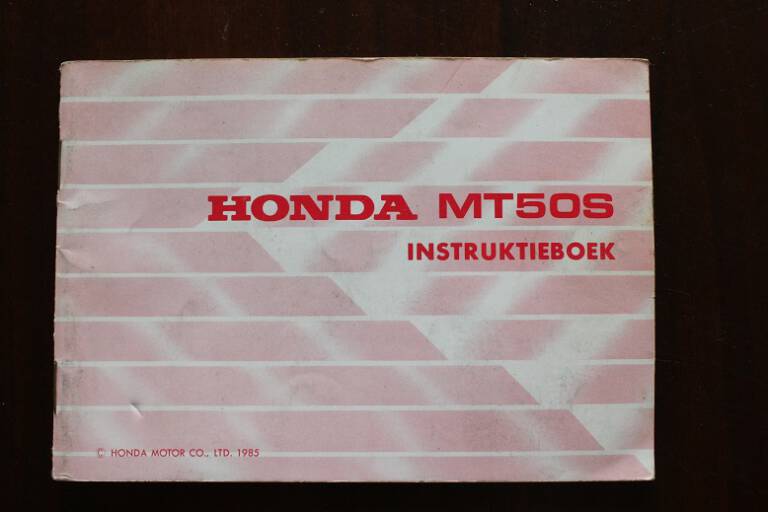 HONDA MT50S
INSTRUKTIEBOEK
© HONDA MOTOR CO., LTD. 1985